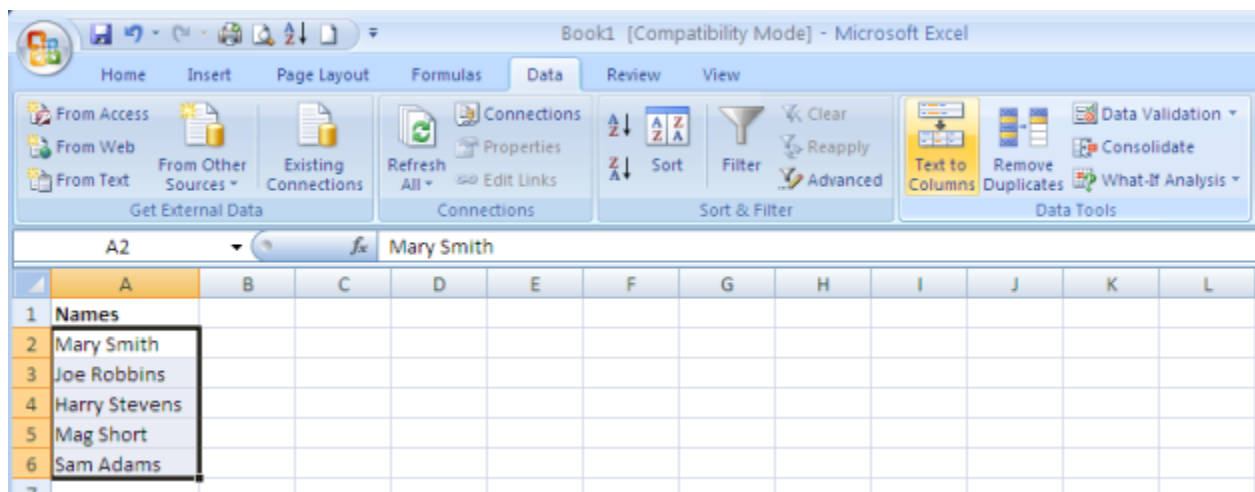 Book1 [Compatibility Mode] - Microsoft Excel
Home Insert Page Layout Formulas Data Review View
From Access
From Web
From Text
From Other
Sources
Existing
Connections
Get External Data
Refresh
All
Connections
Properties
Edit Links
Connections
A
Z
Z
A
A Z
Z A
Sort
Filter
Clear
Reapply
Advanced
Sort & Filter
Text to
Columns
Remove
Duplicates
Data Validation
Consolidate
What-If Analysis
Data Tools
A2 fx Mary Smith
A B C D E F G H I J K L
1 Names
2 Mary Smith
3 Joe Robbins
4 Harry Stevens
5 Mag Short
6 Sam Adams
7